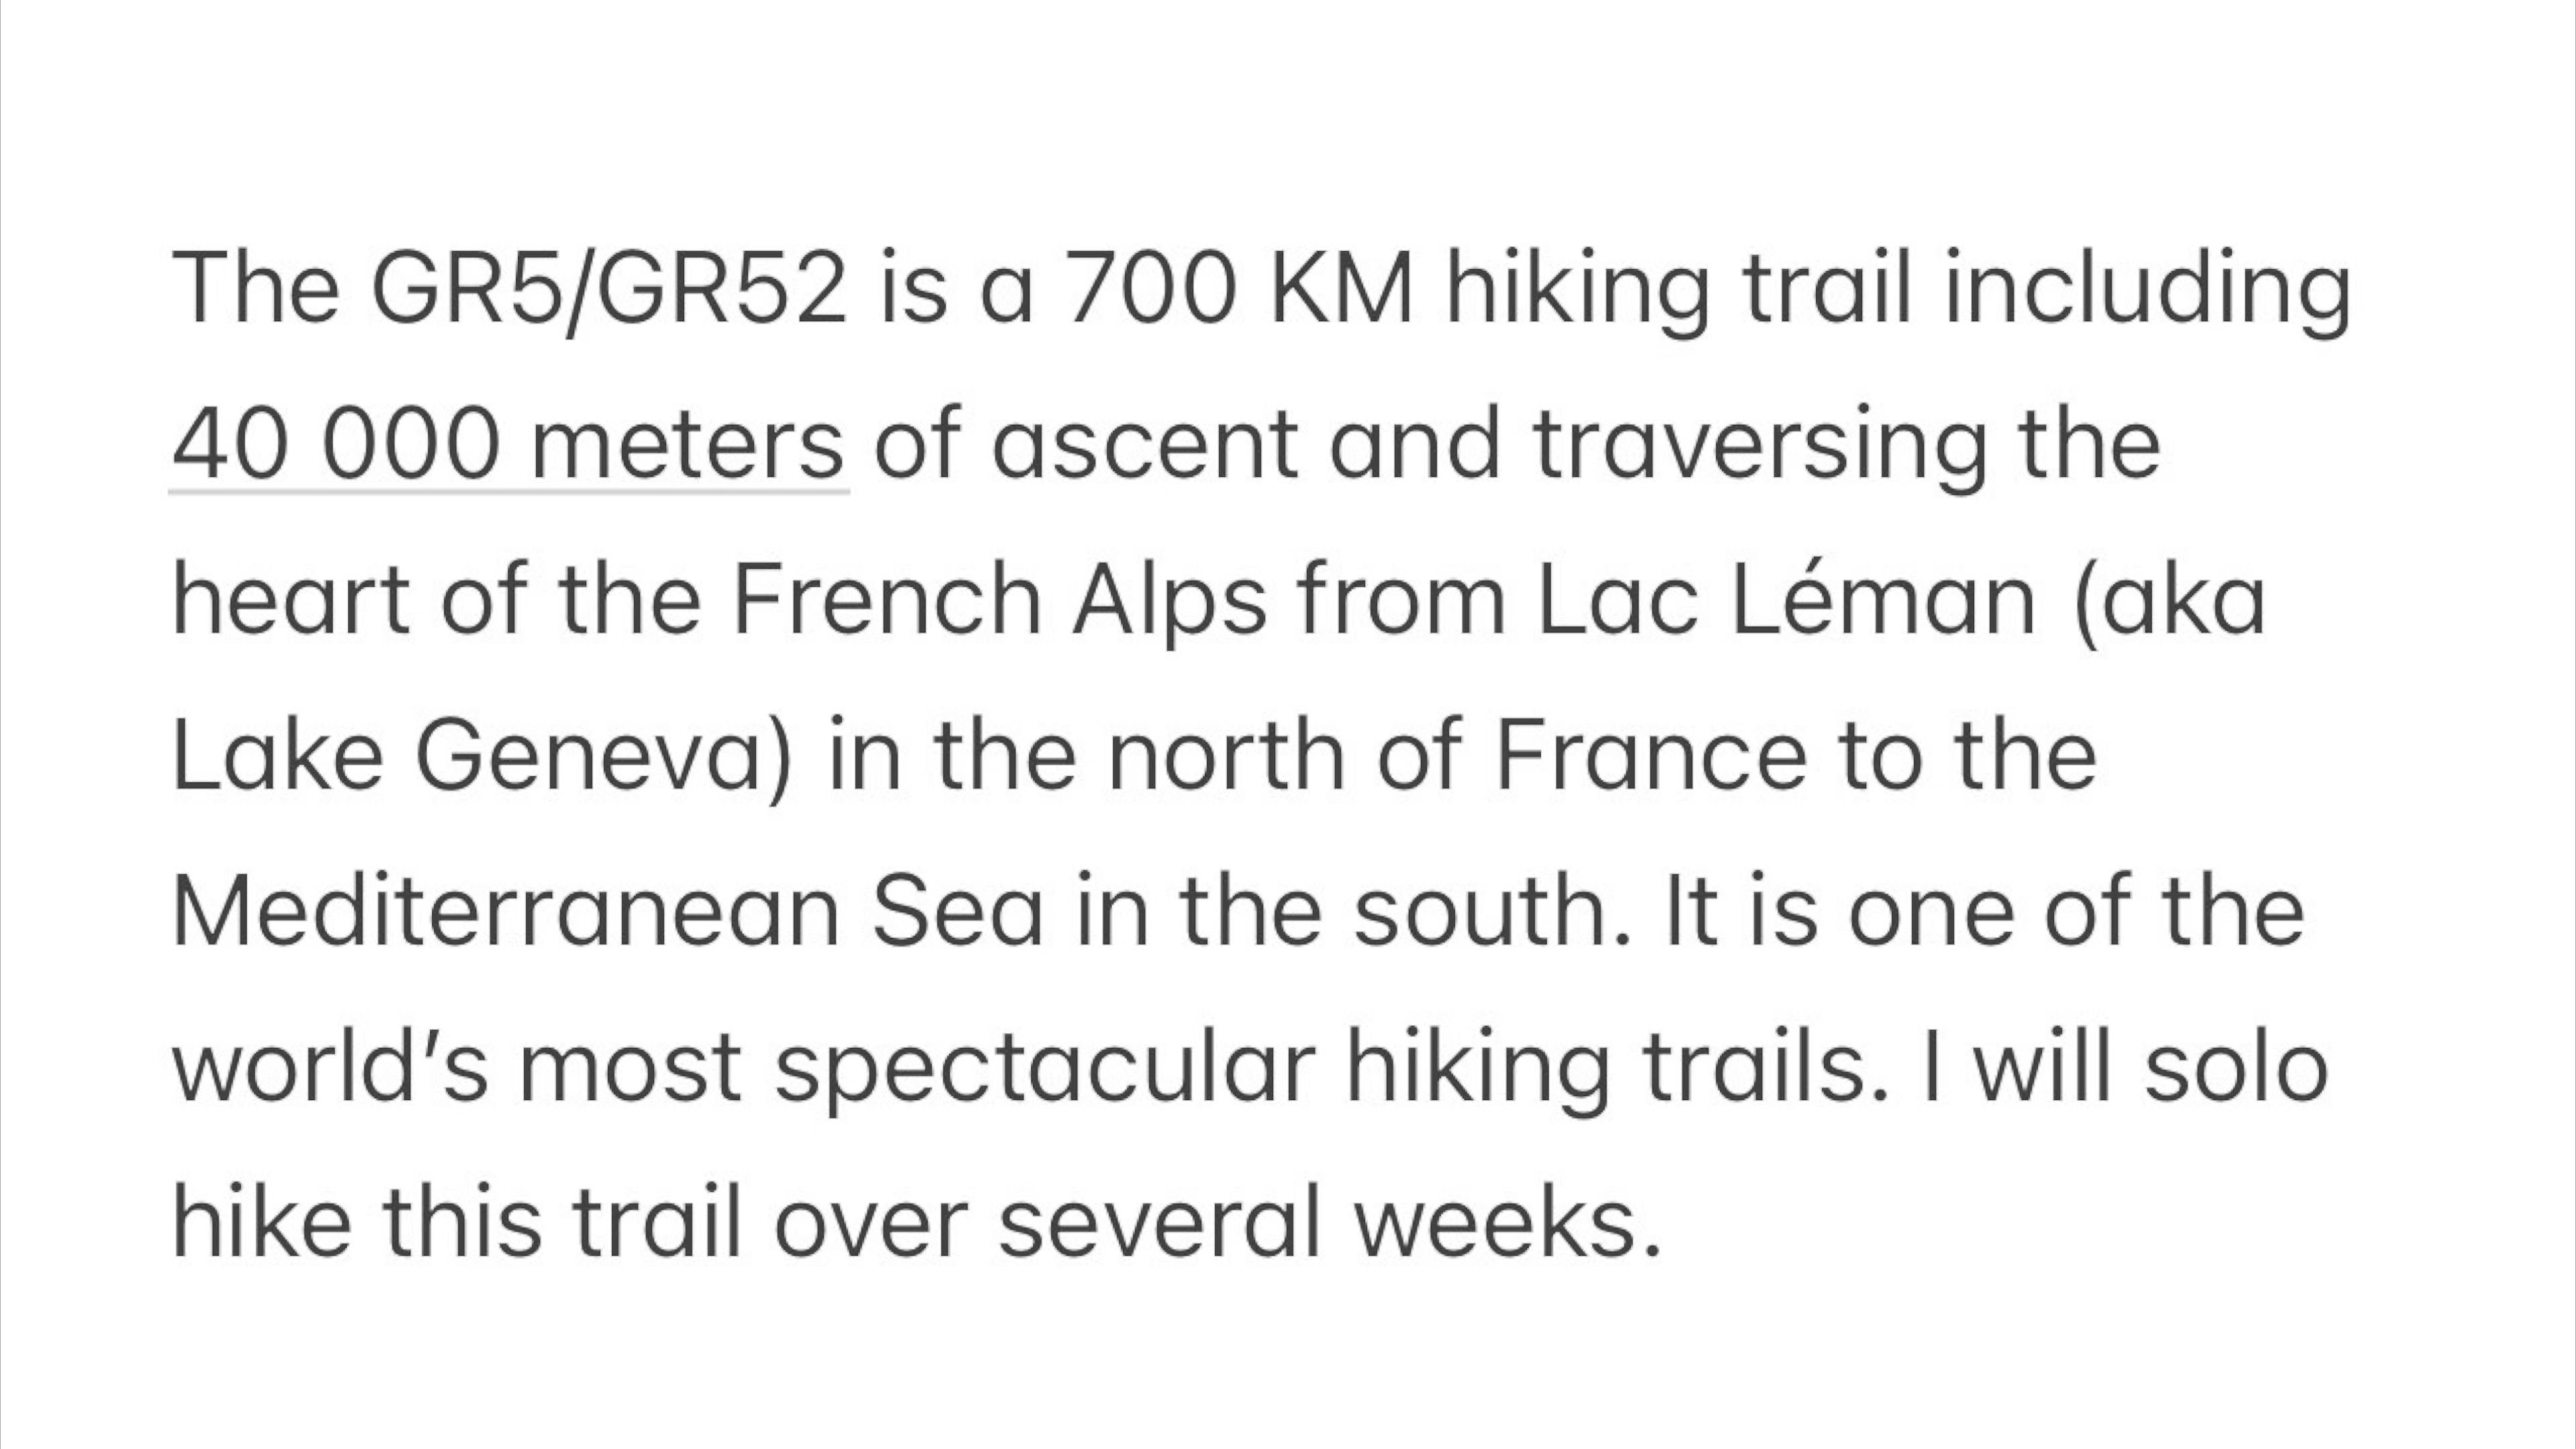 The GR5/GR52 is a 700 KM hiking trail including
40 000 meters of ascent and traversing the
heart of the French Alps from Lac Léman (aka
Lake Geneva) in the north of France to the
Mediterranean Sea in the south. It is one of the
world’s most spectacular hiking trails. I will solo
hike this trail over several weeks.